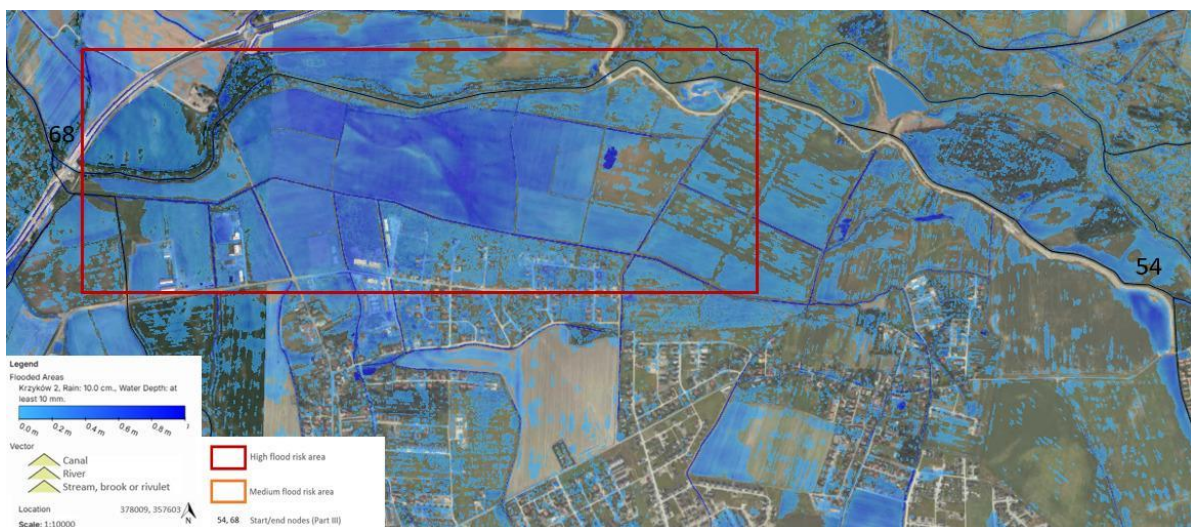 68
54
Legend
Flooded Areas
Krzyków 2, Rain: 10.0 cm., Water Depth: at
least 10 mm.
0.0 m 0.2 m 0.4 m 0.6 m 0.8 m
Vector
Canal
River
Stream, brook or rivulet
Location 378009, 357603
N
Scale: 1:10000
High flood risk area
Medium flood risk area
54, 68 Start/end nodes (Part III)